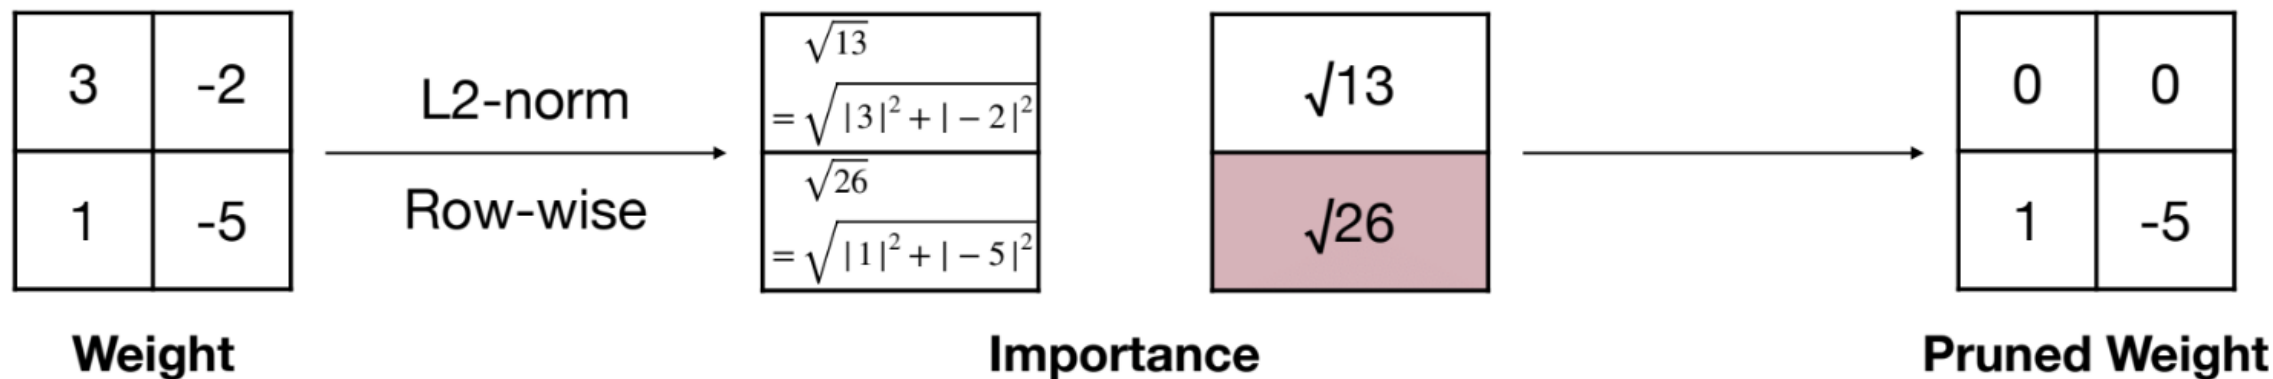 3 -2
1 -5
L2-norm
Row-wise
√13
= √|3|² + |− 2|²
√26
= √|1|² + |− 5|²
√13
√26
0 0
1 -5
Weight
Importance
Pruned Weight